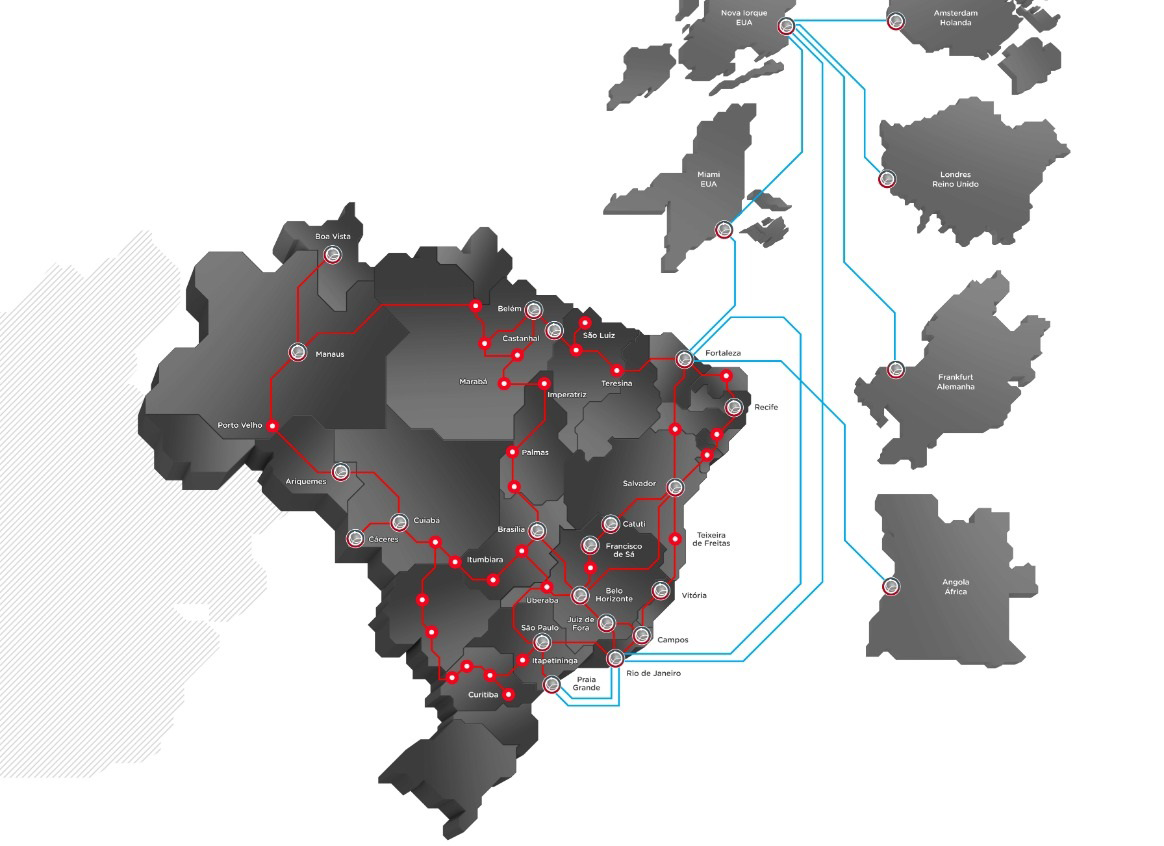 Nova Iorque
EUA
Amsterdam
Holanda
Miami
EUA
Londres
Reino Unido
Boa Vista
Belém
Castanhal
São Luiz
Manaus
Fortaleza
Marabá
Imperatriz
Teresina
Frankfurt
Alemanha
Recife
Porto Velho
Palmas
Ariquemes
Salvador
Cuiabá
Cáceres
Brasília
Catuti
Francisco
de Sá
Teixeira
de Freitas
Itumbiara
Uberaba
Belo
Horizonte
Vitória
Angola
África
São Paulo
Juiz de
Fora
Campos
Itapetininga
Rio de Janeiro
Praia
Grande
Curitiba